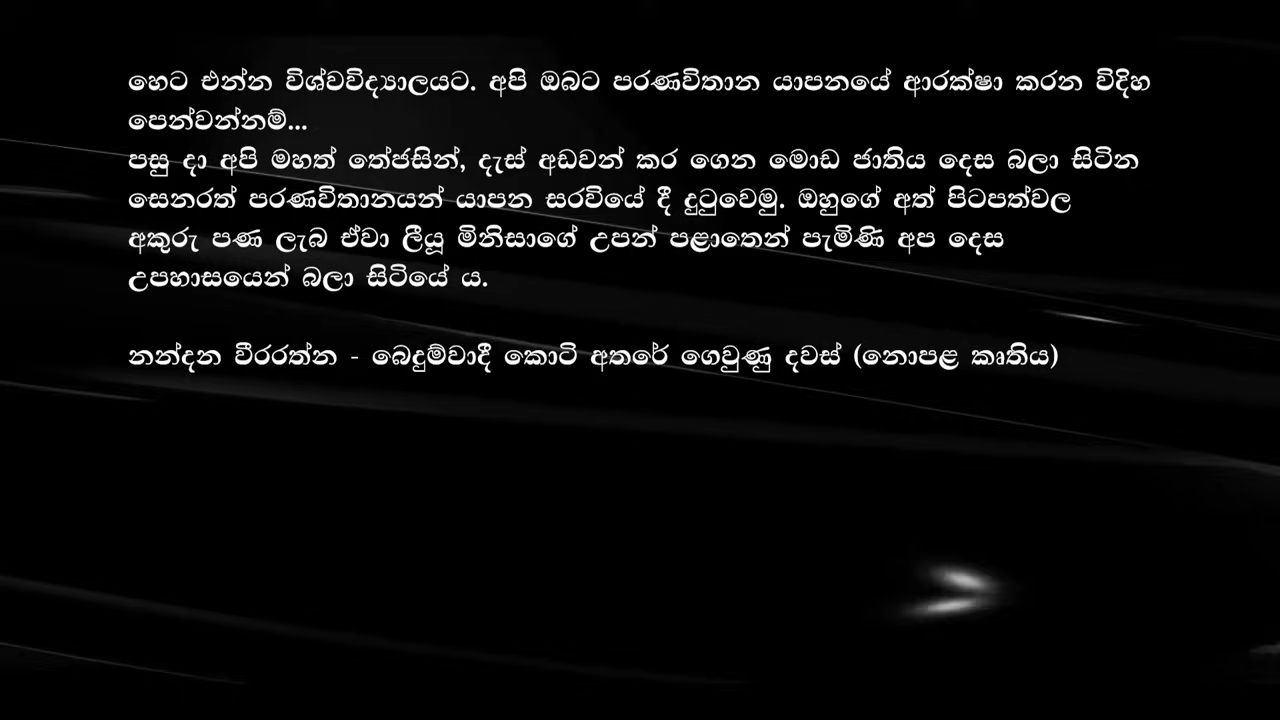 හෙට එන්න විශ්වවිද්‍යාලයට. අපි ඔබට පරණවිතාන යාපනයේ ආරක්ෂා කරන විදිහ
පෙන්වන්නම්...
පසු දා අපි මහත් තේජසින්, දැස් අඩවන් කර ගෙන මොඩ ජාතිය දෙස බලා සිටින
සෙනරත් පරණවිතානයන් යාපන සරවියේ දී දුටුවෙමු. ඔහුගේ අත් පිටපත්වල
අකුරු පණ ලැබ ඒවා ලියූ මිනිසාගේ උපන් පළාතෙන් පැමිණි අප දෙස
උපහාසයෙන් බලා සිටියේ ය.
නන්දන වීරරත්න - බෙදුම්වාදී කොටි අතරේ ගෙවුණු දවස් (නොපළ කෘතිය)